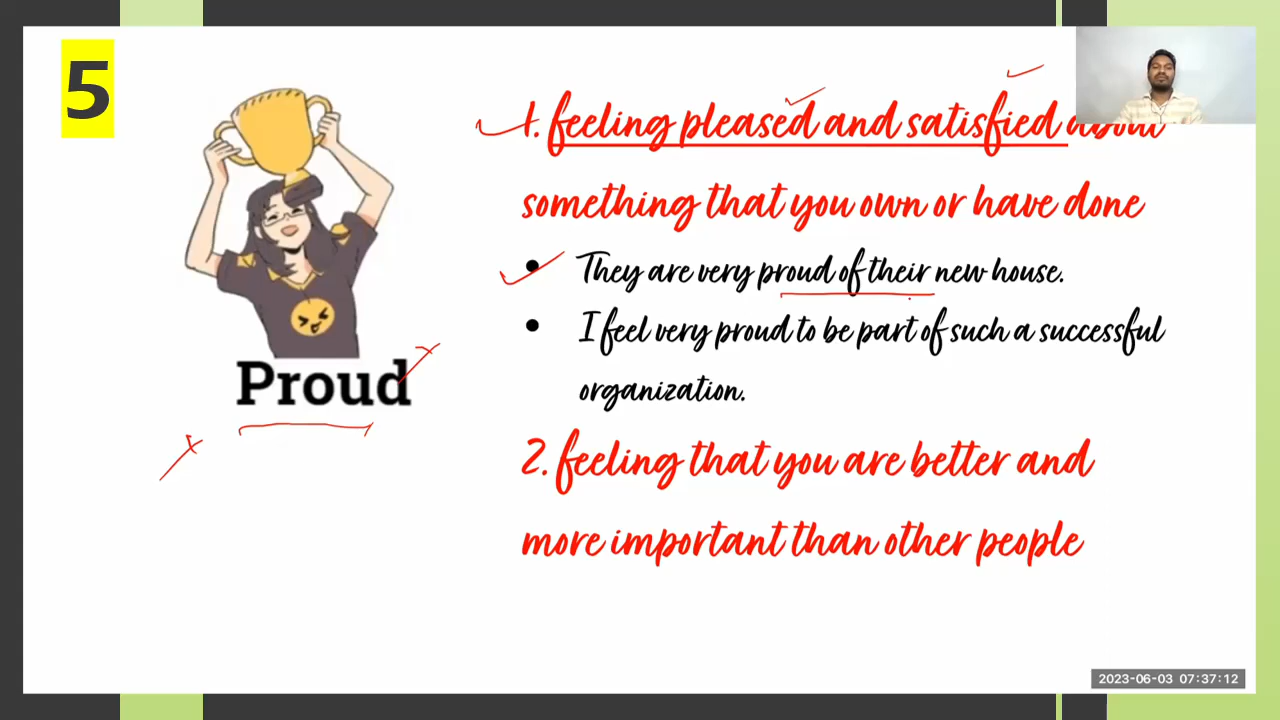 5
1. feeling pleased and satisfied about
something that you own or have done
They are very proud of their new house.
I feel very proud to be part of such a successful
organization.
Proud
2. feeling that you are better and
more important than other people
2023-06-03 07:37:12